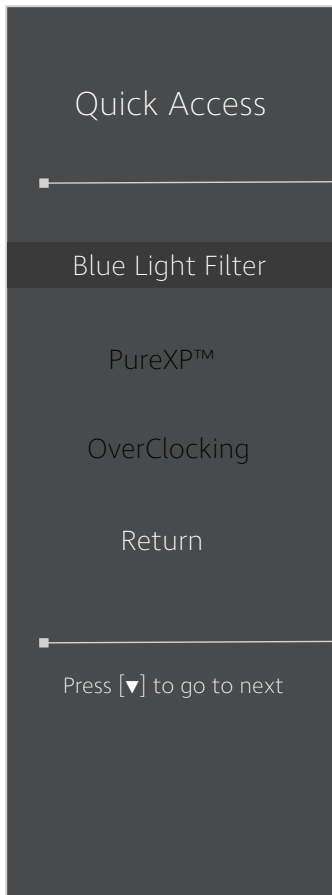 Quick Access
Blue Light Filter
PureXP™
OverClocking
Return
Press [▼] to go to next